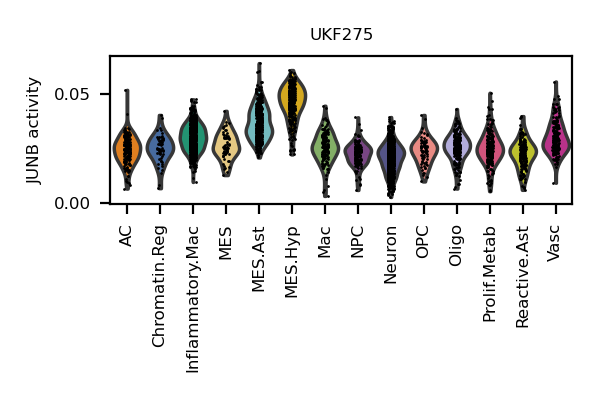 UKF275
JUNB activity
0.05
0.00
AC
Chromatin.Reg
Inflammatory.Mac
MES
MES.Ast
MES.Hyp
Mac
NPC
Neuron
OPC
Oligo
Prolif.Metab
Reactive.Ast
Vasc